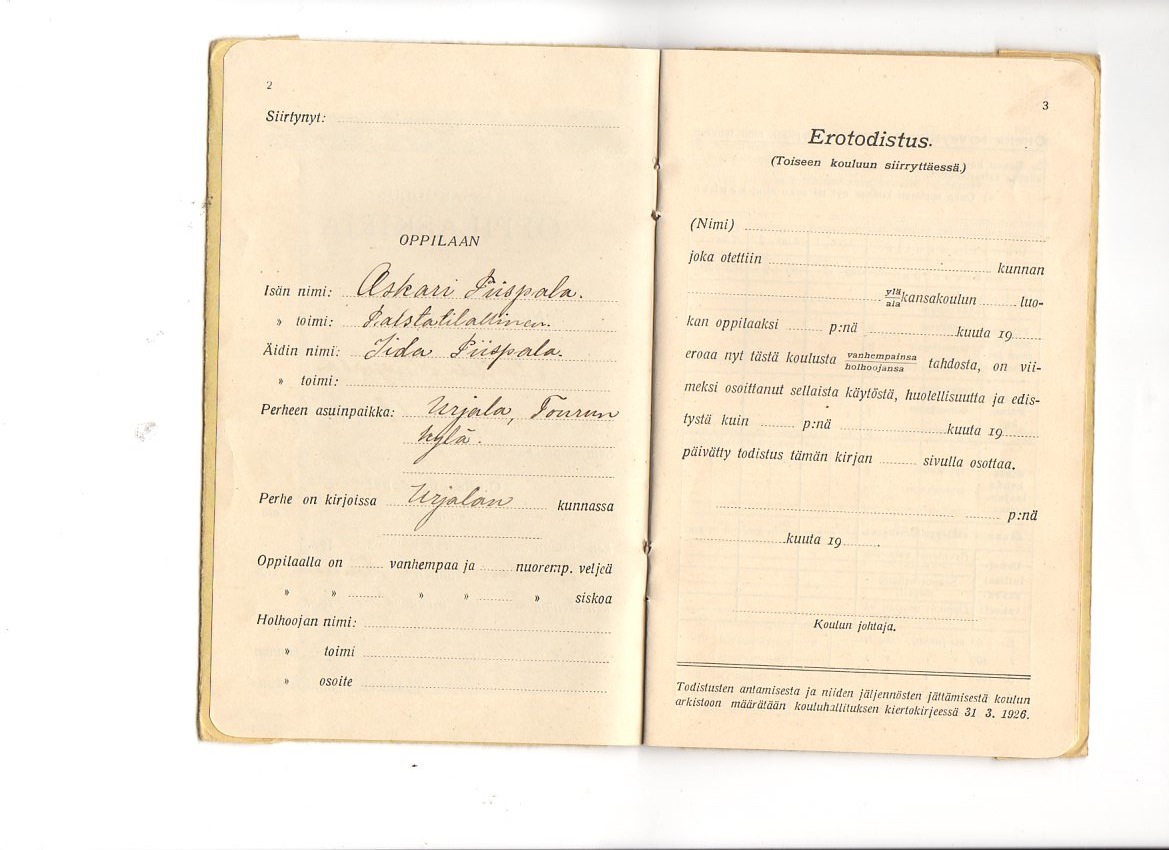 2
Siirtynyt:
OPPILAAN
Isän nimi: Oskari Piispala.
» toimi: Palstatilallinen.
Äidin nimi: Iida Piispala.
» toimi:
Perheen asuinpaikka: Urjala, Tourun
kylä.
Perhe on kirjoissa Urjalan kunnassa
Oppilaalla on vanhempaa ja nuoremp. veljeä
» » » » » siskoa
Holhoojan nimi:
» toimi
» osoite
3
Erotodistus.
(Toiseen kouluun siirryttäessä.)
(Nimi)
joka otettiin kunnan
ylä/ala kansakoulun luo-
kan oppilaaksi p:nä kuuta 19
eroaa nyt tästä koulusta vanhempainsa/holhoojansa tahdosta, on vii-
meksi osoittanut sellaista käytöstä, huolellisuutta ja edis-
tystä kuin p:nä kuuta 19
päivätty todistus tämän kirjan sivulla osottaa.
p:nä
kuuta 19 .
Koulun johtaja.
Todistusten antamisesta ja niiden jäljennösten jättämisestä koulun
arkistoon määrätään kouluhallituksen kiertokirjeessä 31 3. 1926.